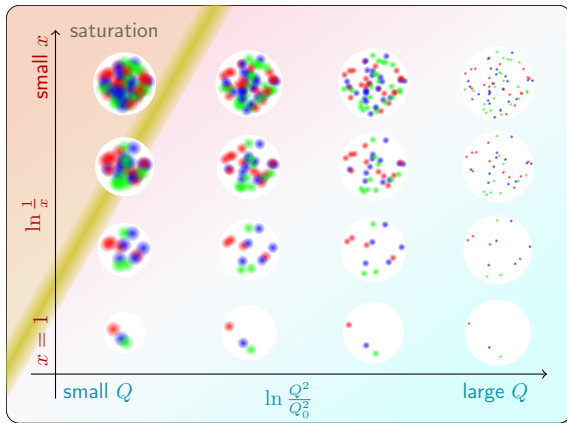 saturation
small x
ln 1/x
x = 1
small Q
ln Q²/Q₀²
large Q